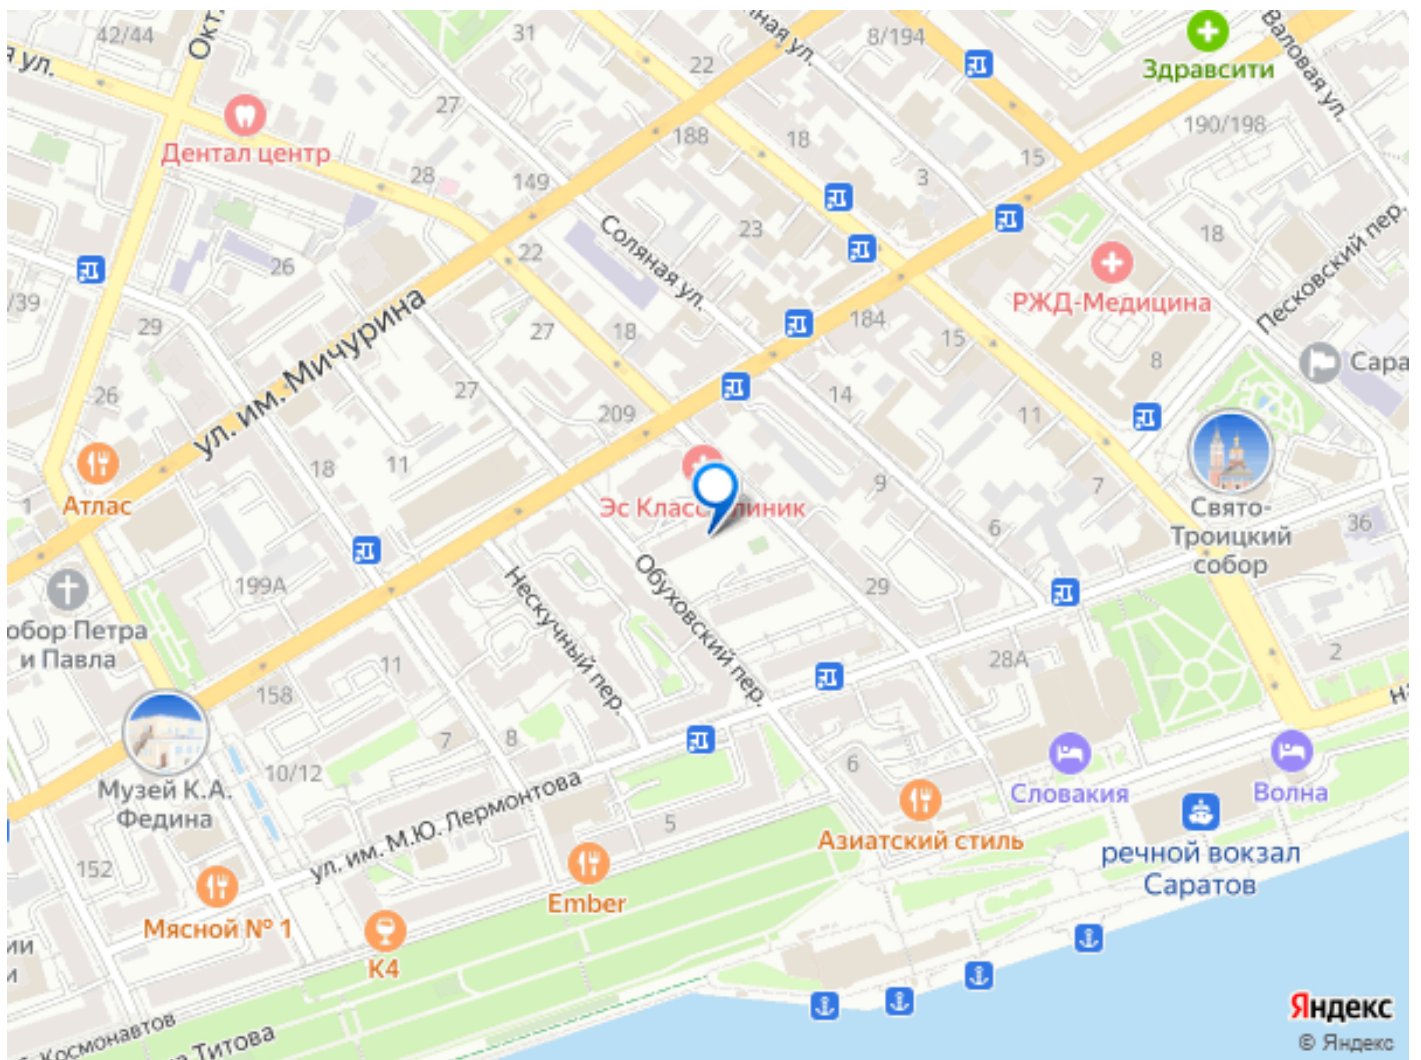 42/44
Окт
31
ная ул.
8/194
Валовая ул.
Здравсити
я ул.
22
27
190/198
188
18
15
Дентал центр
28
149
3
Соляная ул.
23
18
Песковский пер.
22
26
/39
РЖД-Медицина
29
ул. им. Мичурина
27
18
184
15
8
Сара
26
27
209
14
11
18
11
Атлас
1
Эс Класс
линик
9
7
Свято-
Троицкий
собор
6
36
199А
Нескучный пер.
Обуховский пер.
29
обор Петра
и Павла
11
28А
2
158
на
7
8
10/12
6
Музей К.А.
Федина
Словакия
Волна
ул. им. М.Ю. Лермонтова
5
Азиатский стиль
речной вокзал
Саратов
152
Ember
Мясной № 1
ии
и
К4
Космонавтов
Титова
Яндекс
© Яндекс